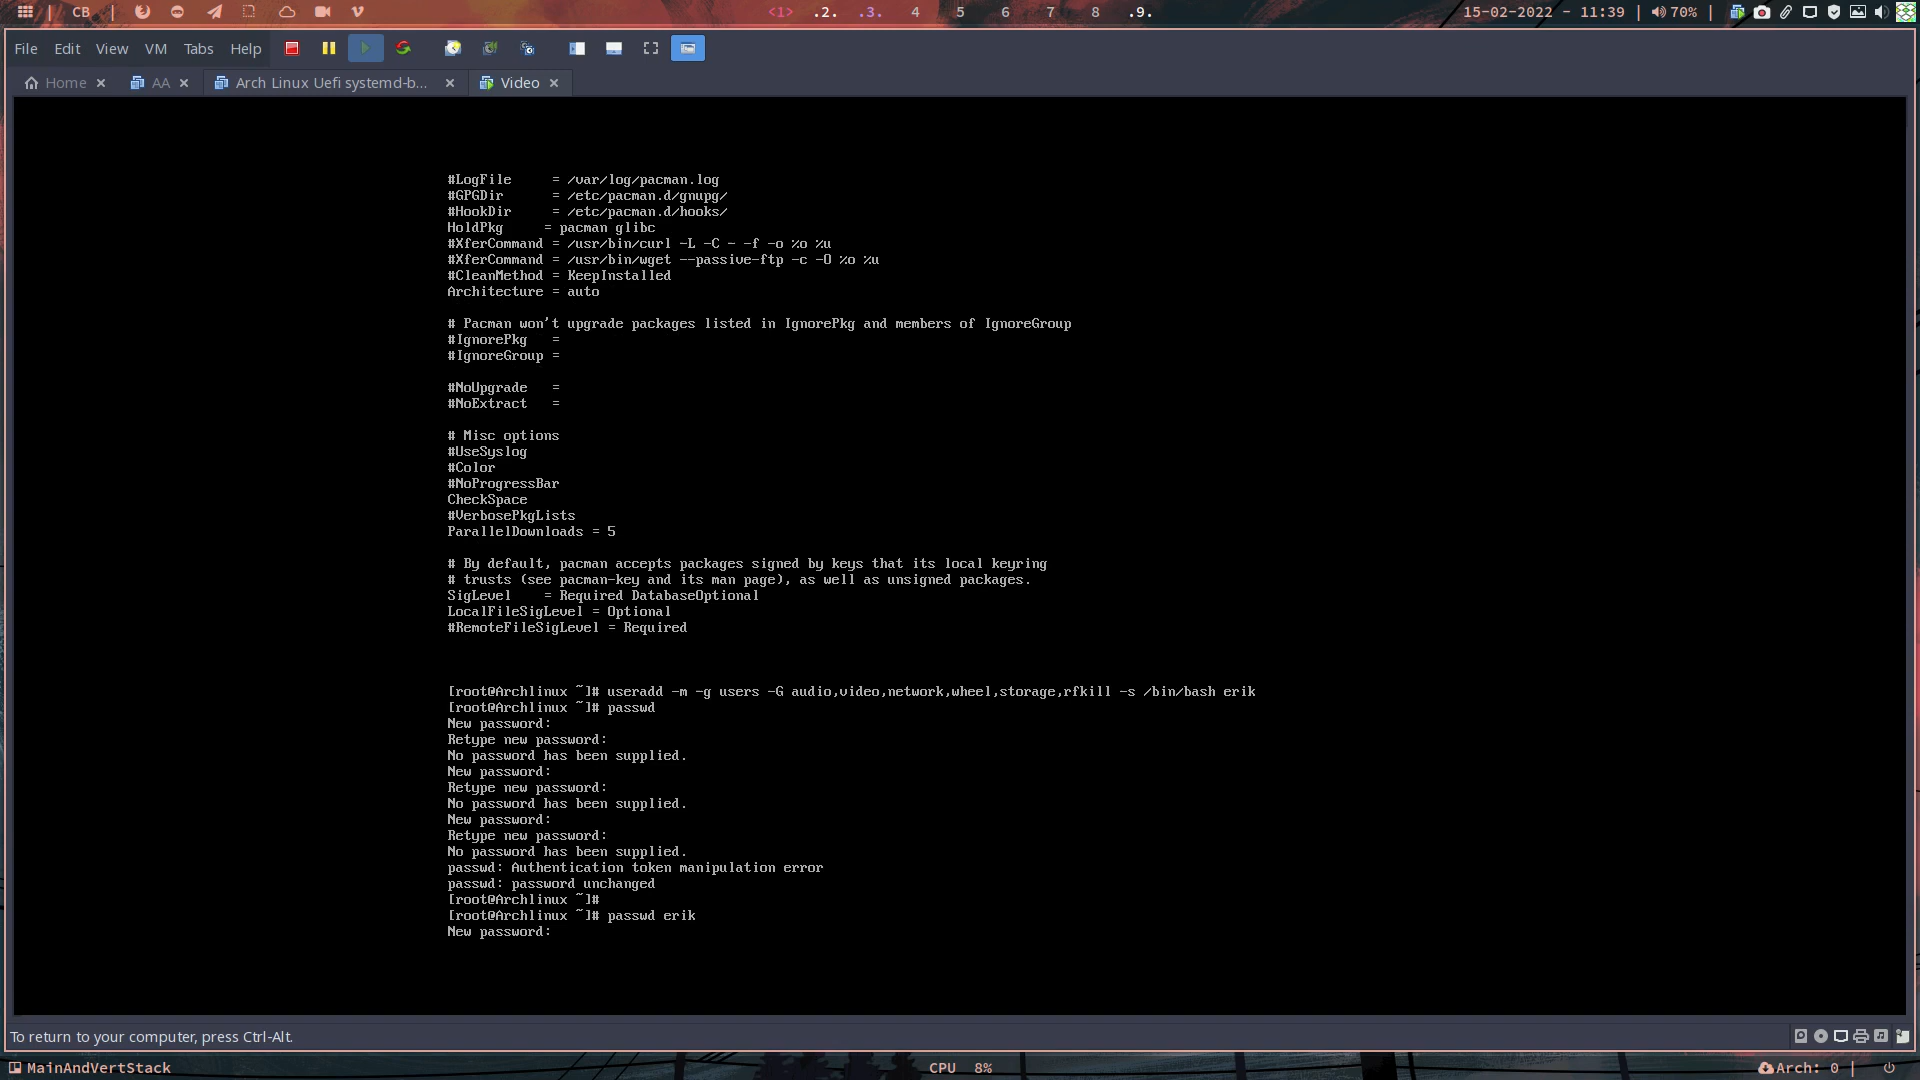 CB <1> .2. .3. 4 5 6 7 8 .9. 15-02-2022 - 11:39 | 70% |
File Edit View VM Tabs Help
Home AA Arch Linux Uefi systemd-b... Video
#LogFile     = /var/log/pacman.log
#GPGDir      = /etc/pacman.d/gnupg/
#HookDir     = /etc/pacman.d/hooks/
HoldPkg     = pacman glibc
#XferCommand = /usr/bin/curl -L -C - -f -o %o %u
#XferCommand = /usr/bin/wget --passive-ftp -c -O %o %u
#CleanMethod = KeepInstalled
Architecture = auto
# Pacman won't upgrade packages listed in IgnorePkg and members of IgnoreGroup
#IgnorePkg   =
#IgnoreGroup =
#NoUpgrade   =
#NoExtract   =
# Misc options
#UseSyslog
#Color
#NoProgressBar
CheckSpace
#VerbosePkgLists
ParallelDownloads = 5
# By default, pacman accepts packages signed by keys that its local keyring
# trusts (see pacman-key and its man page), as well as unsigned packages.
SigLevel    = Required DatabaseOptional
LocalFileSigLevel = Optional
#RemoteFileSigLevel = Required
[root@Archlinux ~]# useradd -m -g users -G audio,video,network,wheel,storage,rfkill -s /bin/bash erik
[root@Archlinux ~]# passwd
New password:
Retype new password:
No password has been supplied.
New password:
Retype new password:
No password has been supplied.
New password:
Retype new password:
No password has been supplied.
passwd: Authentication token manipulation error
passwd: password unchanged
[root@Archlinux ~]#
[root@Archlinux ~]# passwd erik
New password:
To return to your computer, press Ctrl-Alt.
MainAndVertStack CPU 8% Arch: 0 |